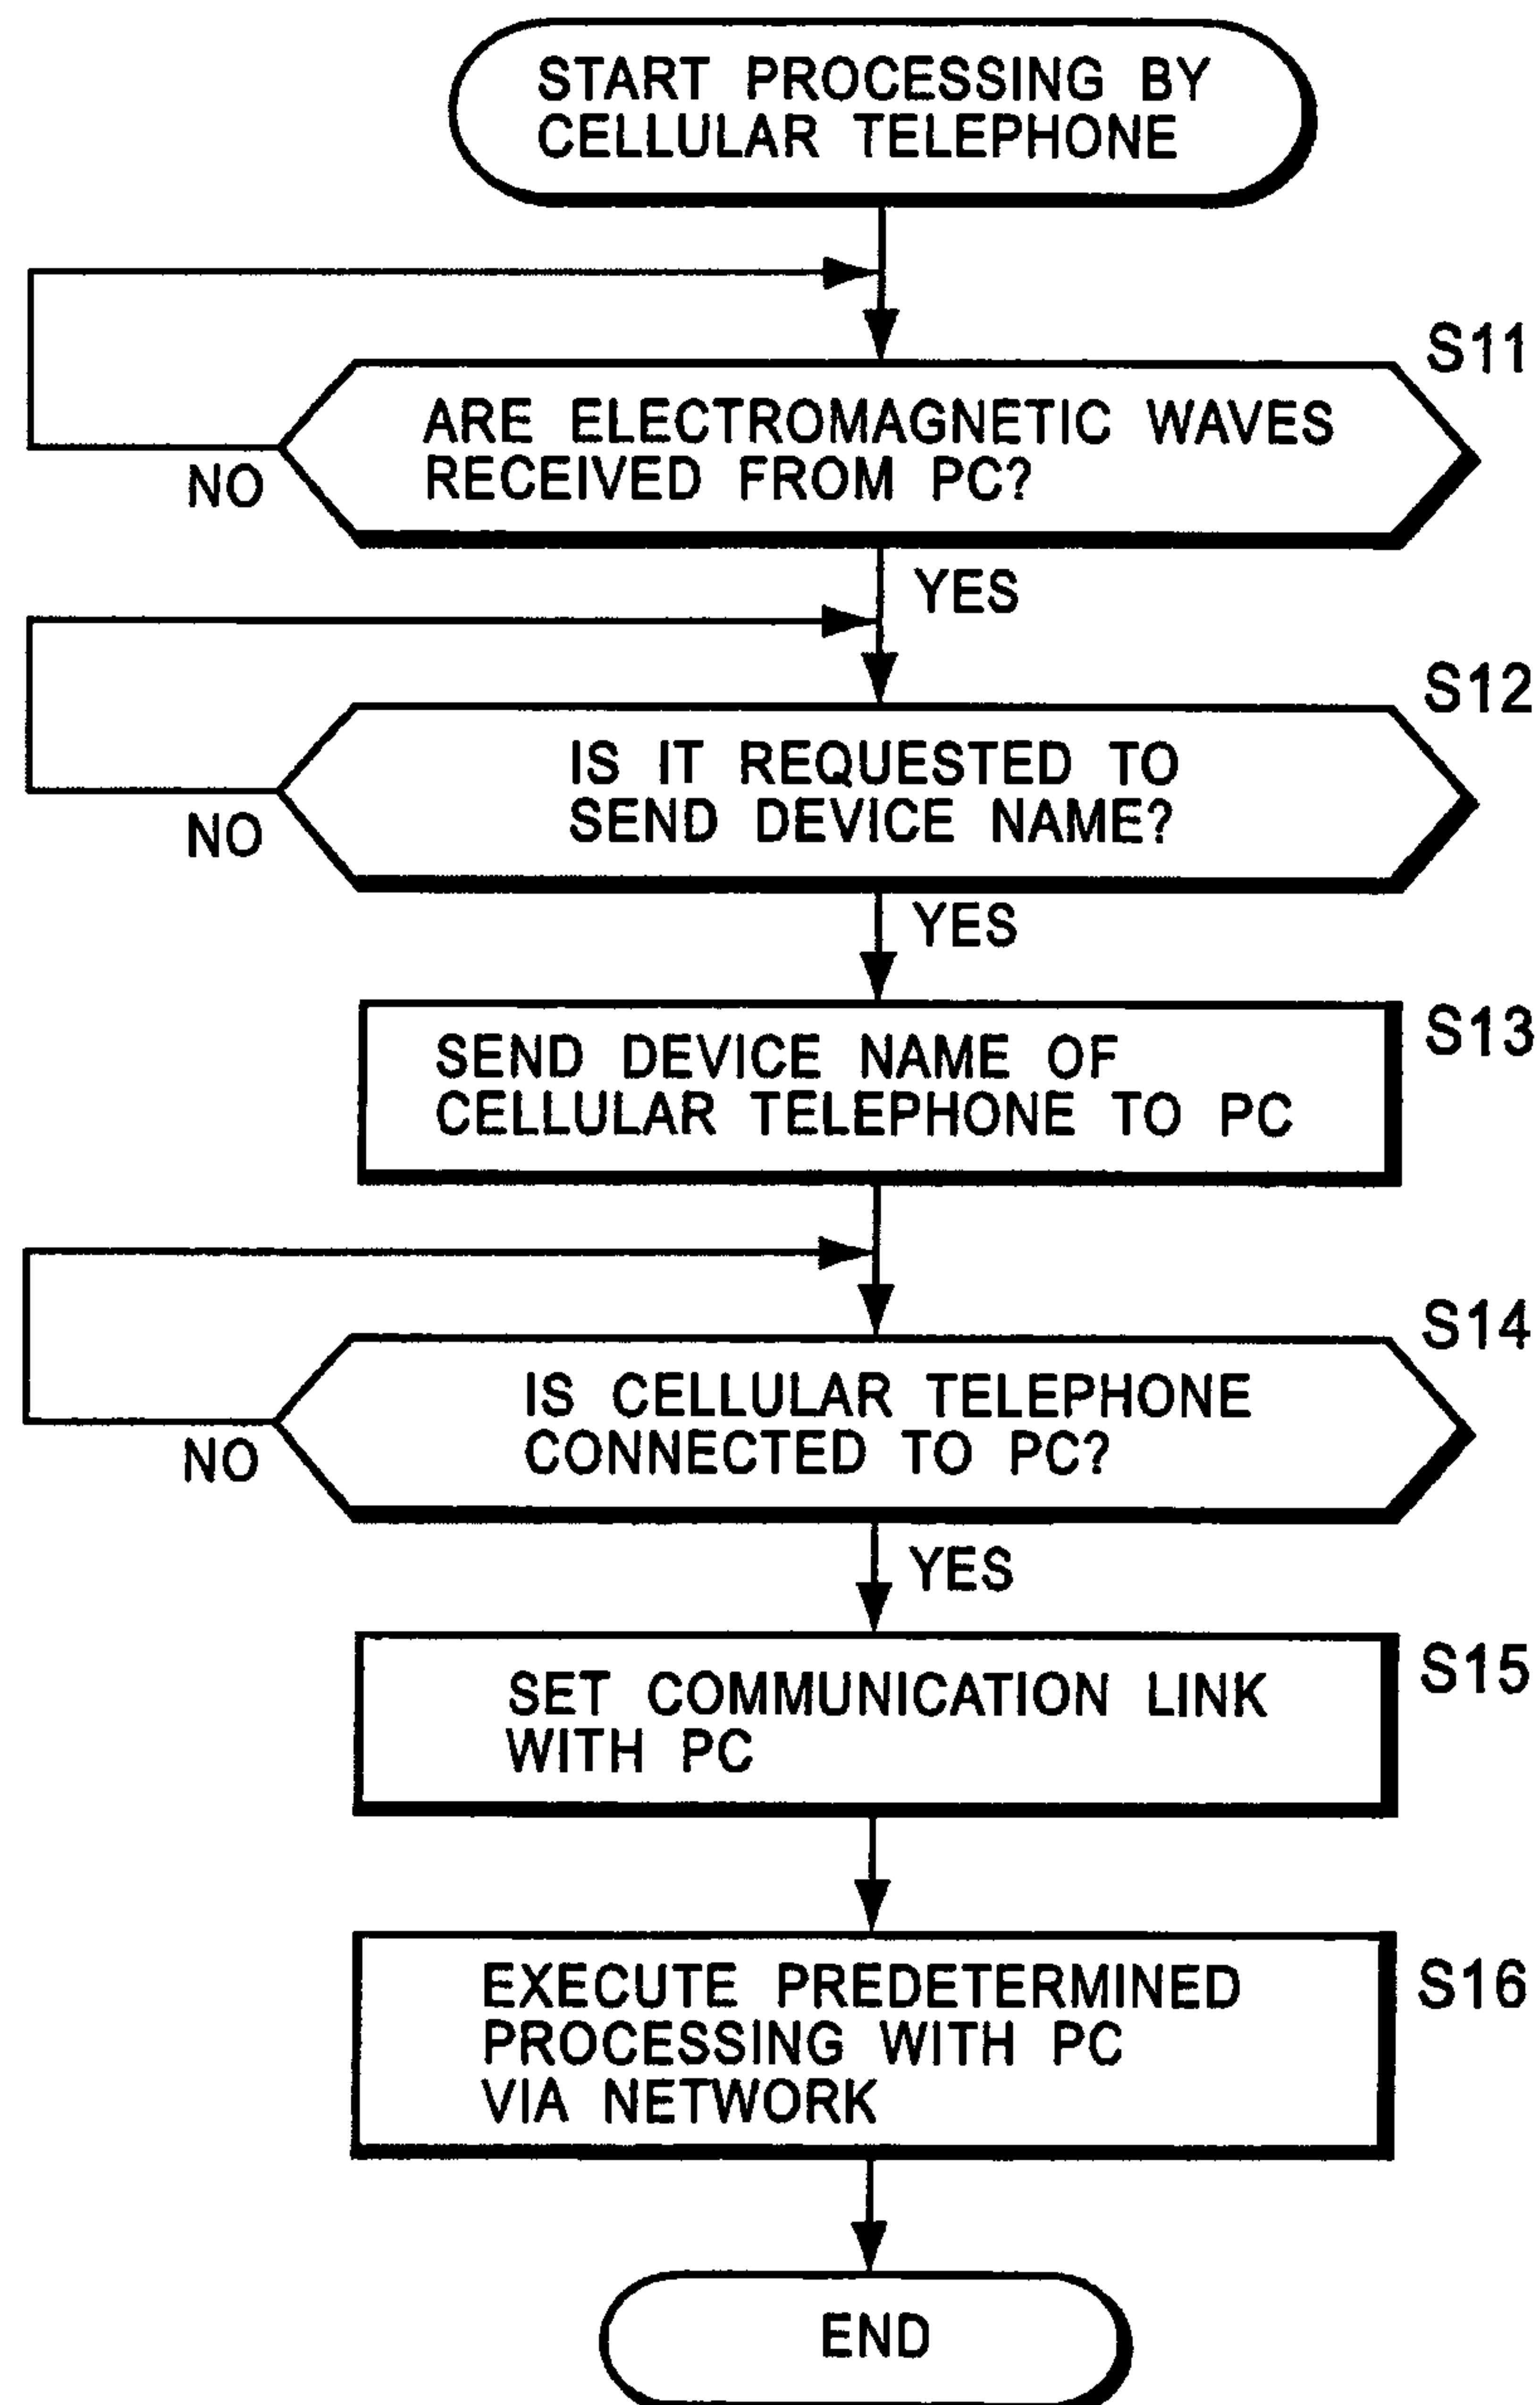 START PROCESSING BY
CELLULAR TELEPHONE
S11
ARE ELECTROMAGNETIC WAVES
RECEIVED FROM PC?
NO
YES
S12
IS IT REQUESTED TO
SEND DEVICE NAME?
NO
YES
S13
SEND DEVICE NAME OF
CELLULAR TELEPHONE TO PC
S14
IS CELLULAR TELEPHONE
CONNECTED TO PC?
NO
YES
S15
SET COMMUNICATION LINK
WITH PC
S16
EXECUTE PREDETERMINED
PROCESSING WITH PC
VIA NETWORK
END